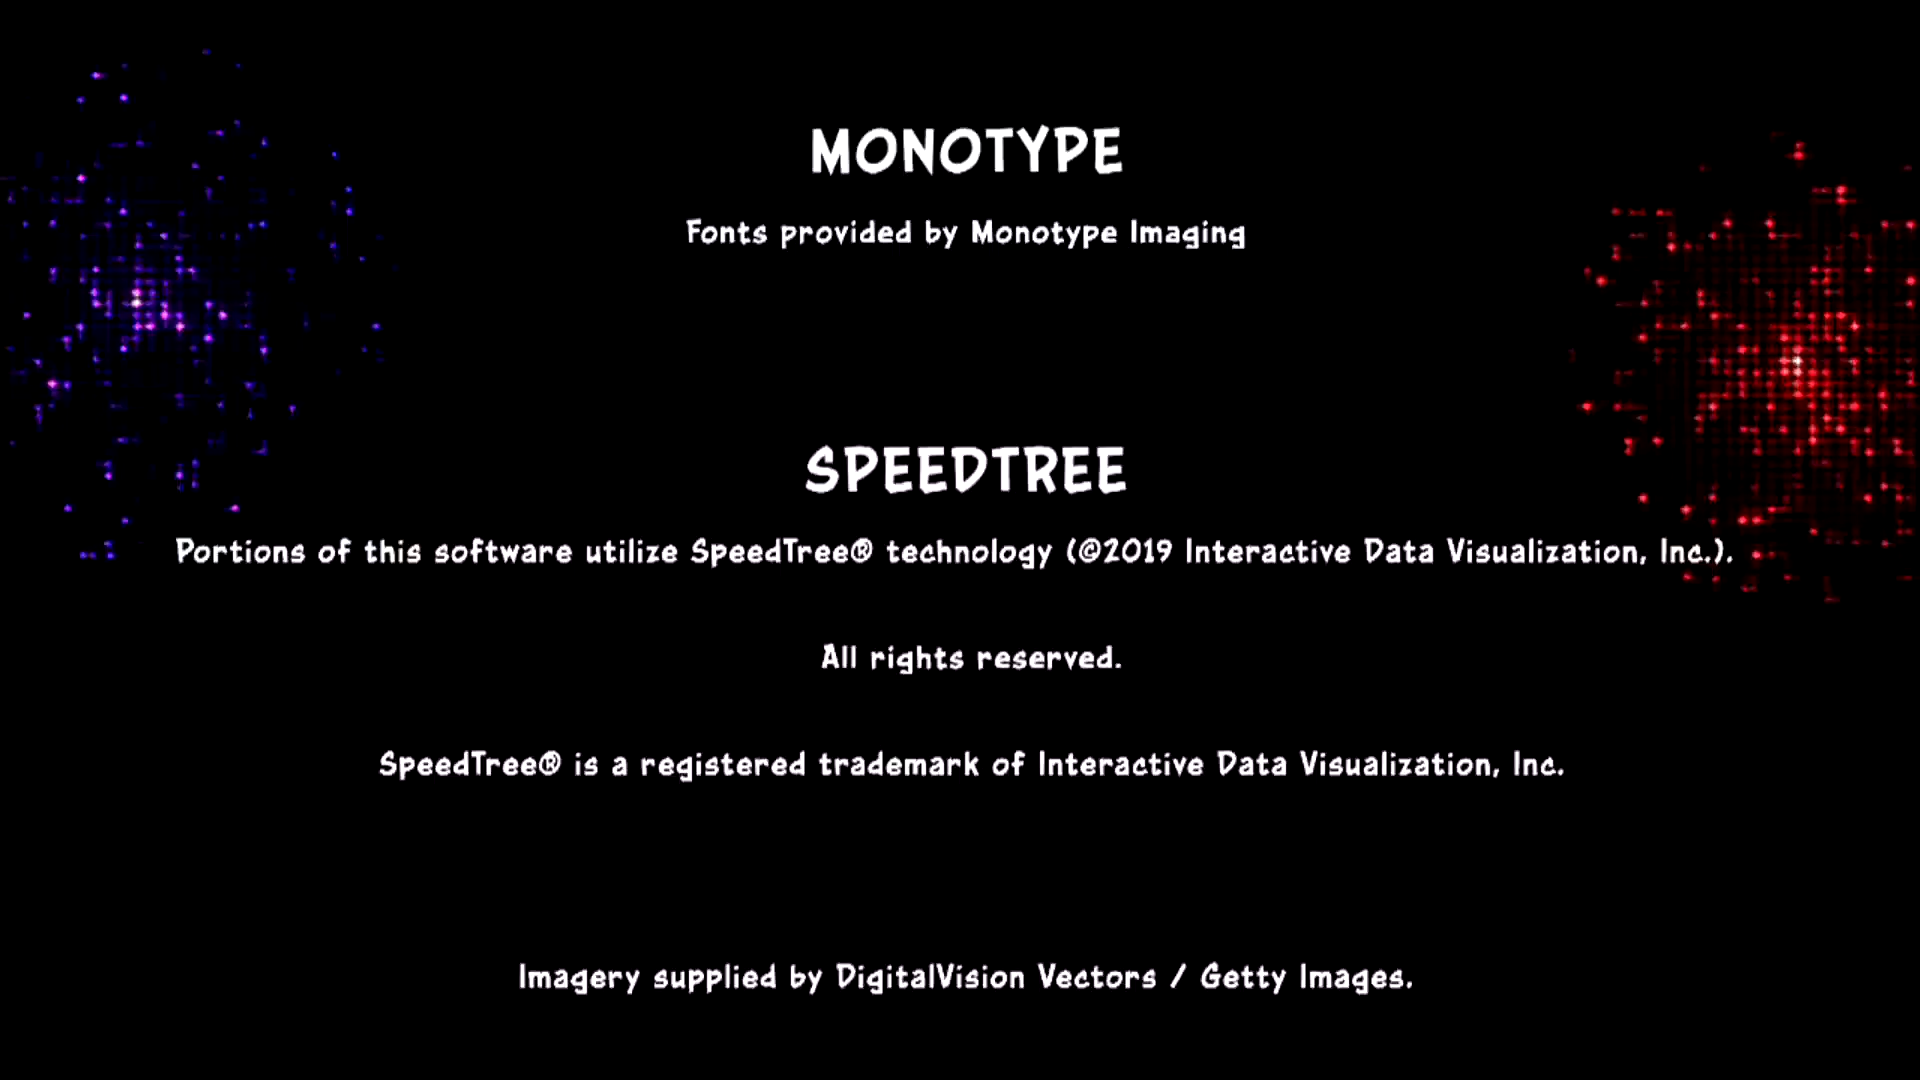 MONOTYPE
Fonts provided by Monotype Imaging
SPEEDTREE
Portions of this software utilize SpeedTree® technology (©2019 Interactive Data Visualization, Inc.).
All rights reserved.
SpeedTree® is a registered trademark of Interactive Data Visualization, Inc.
Imagery supplied by DigitalVision Vectors / Getty Images.